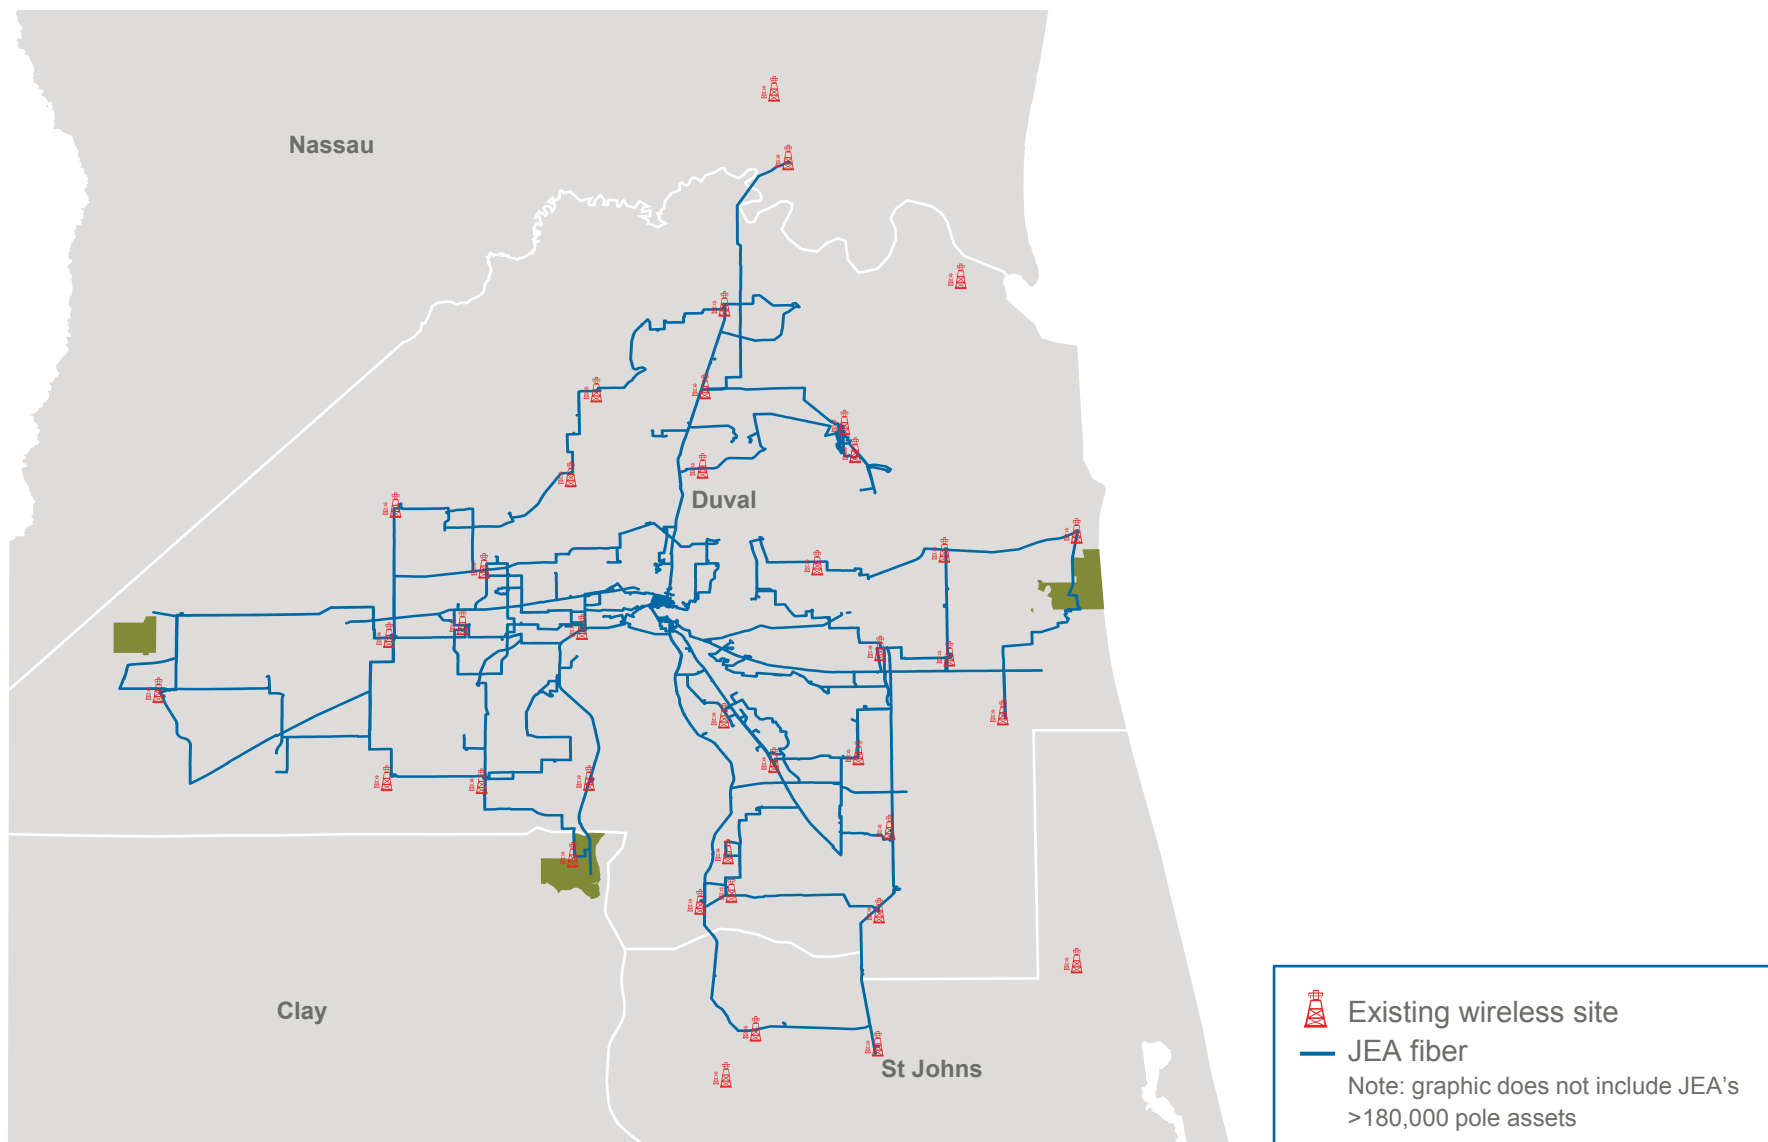 Nassau
Duval
Clay
St Johns
Existing wireless site
JEA fiber
Note: graphic does not include JEA’s
>180,000 pole assets